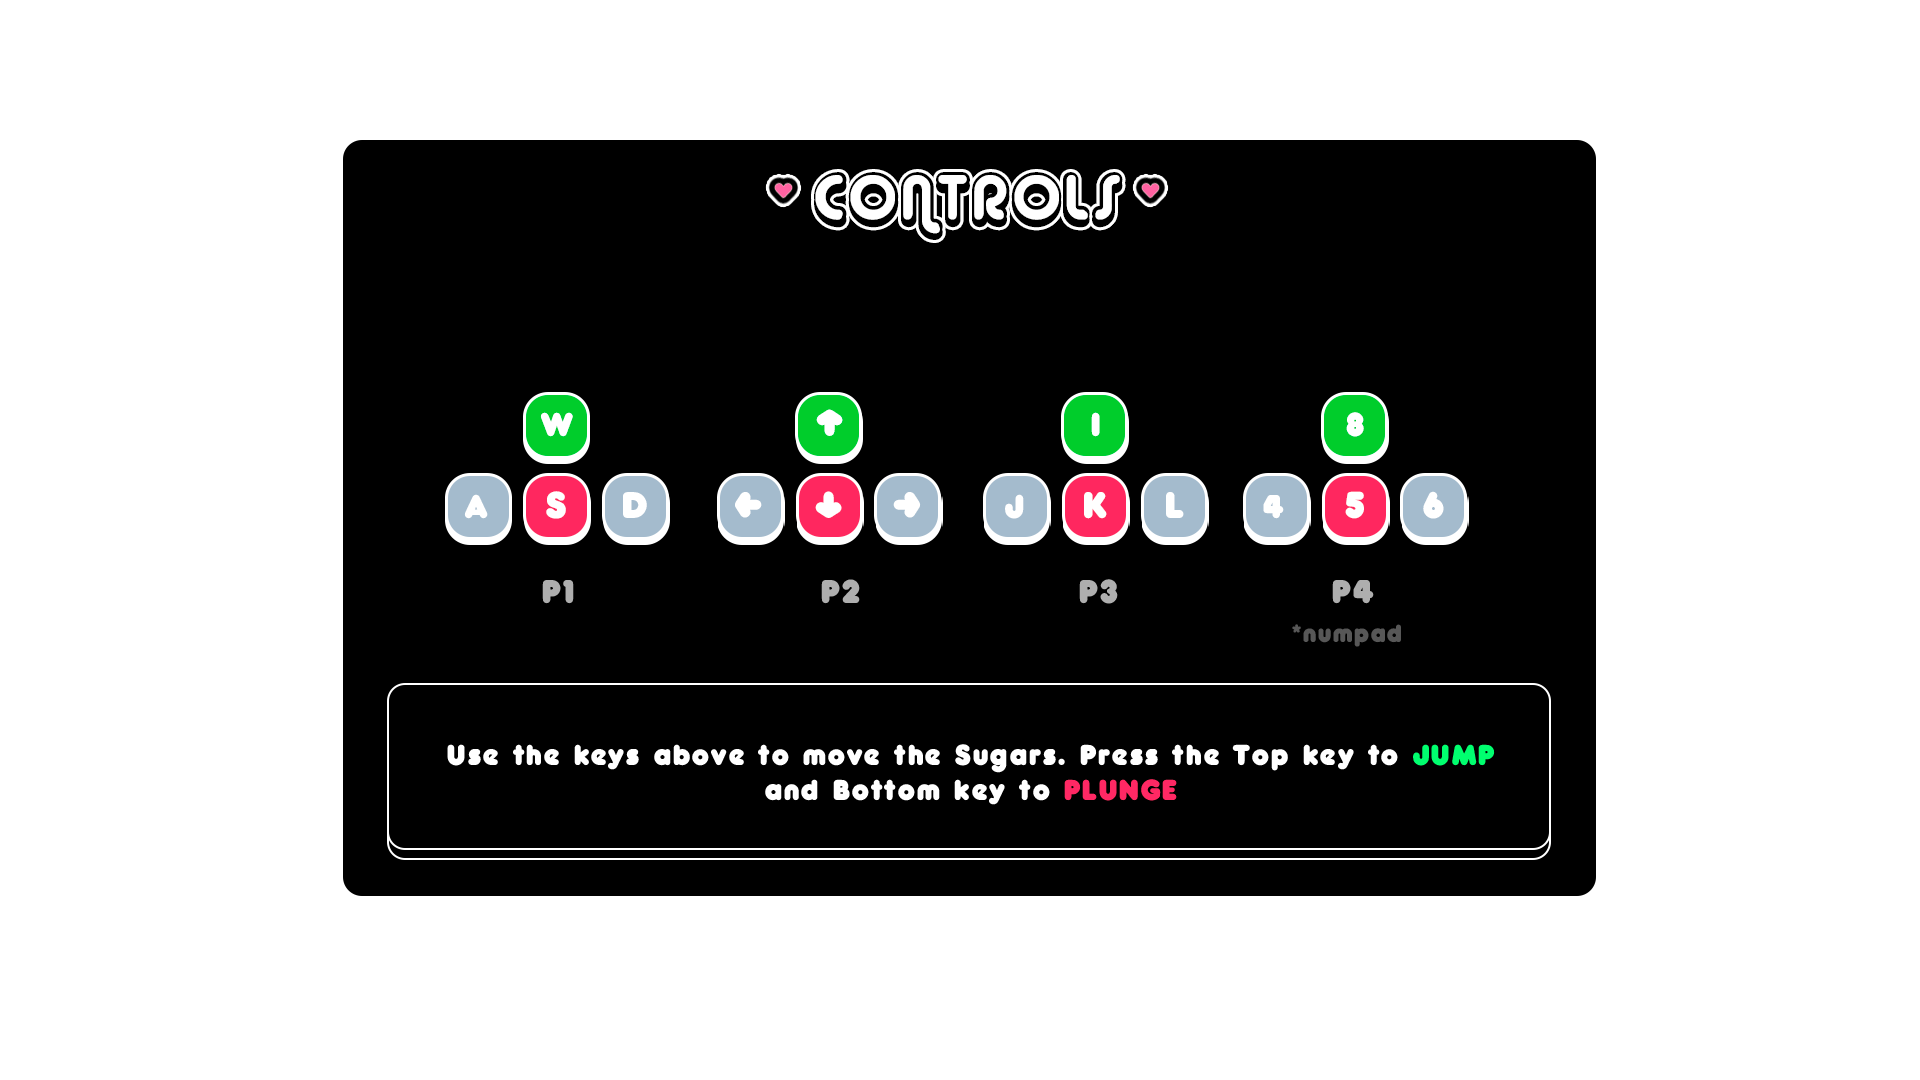 CONTROLS
W ↑ I 8
A S D ← ↓ → J K L 4 5 6
P1 P2 P3 P4
*numpad
Use the keys above to move the Sugars. Press the Top key to JUMP
and Bottom key to PLUNGE